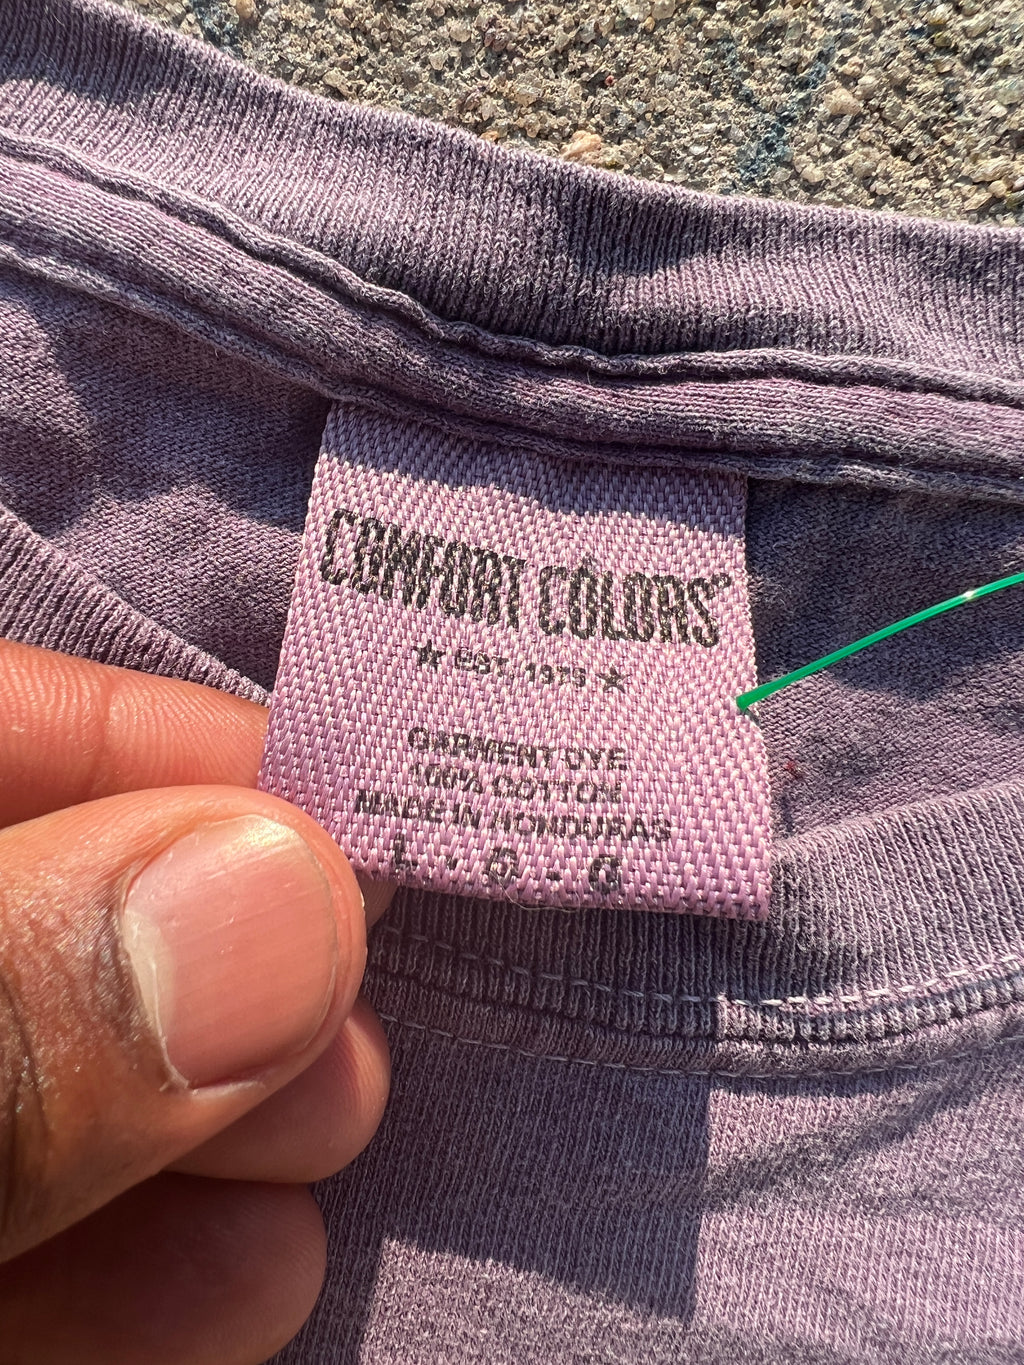 COMFORT COLORS®
★ EST. 1975 ★
GARMENT DYE
100% COTTON
MADE IN HONDURAS
L . G . G